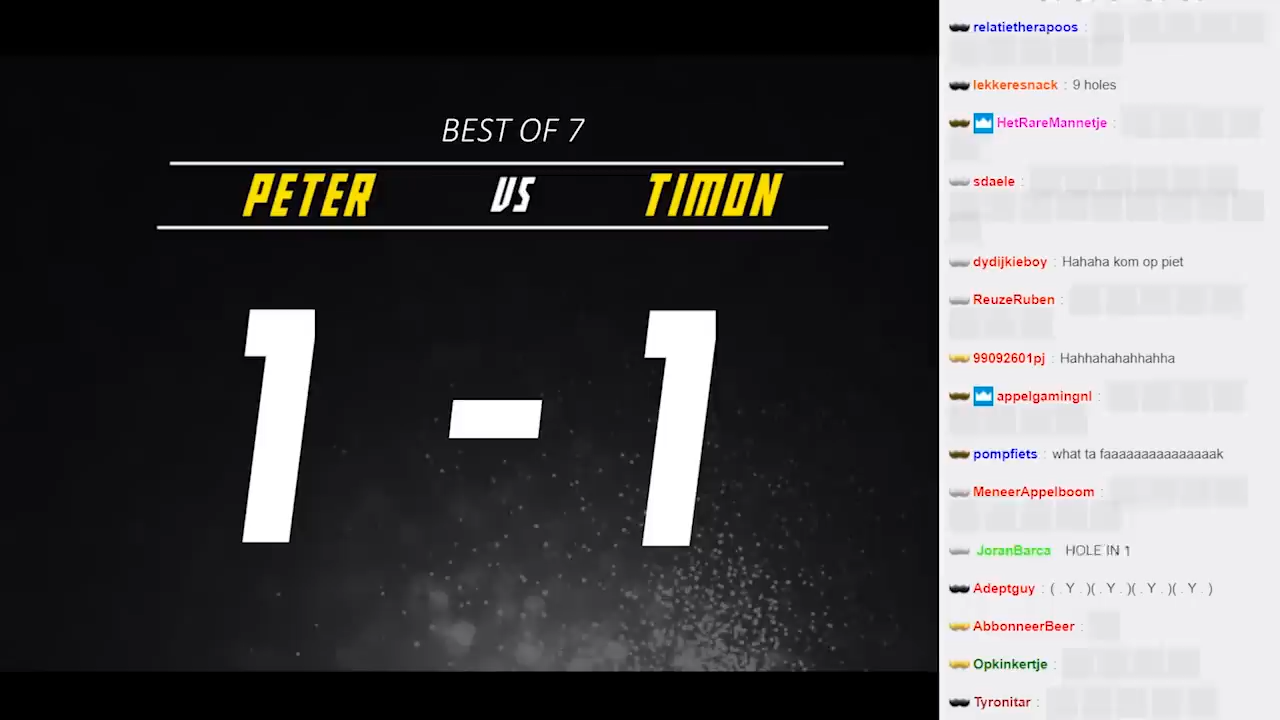 BEST OF 7
PETER VS TIMON
1 - 1
relatietherapoos :
lekkeresnack : 9 holes
HetRareMannetje :
sdaele :
dydijkieboy : Hahaha kom op piet
ReuzeRuben :
99092601pj : Hahhahahahhahha
appelgamingnl :
pompfiets : what ta faaaaaaaaaaaaaaak
MeneerAppelboom :
JoranBarca HOLE IN 1
Adeptguy : ( . Y . )( . Y . )( . Y . )( . Y . )
AbbonneerBeer :
Opkinkertje :
Tyronitar :